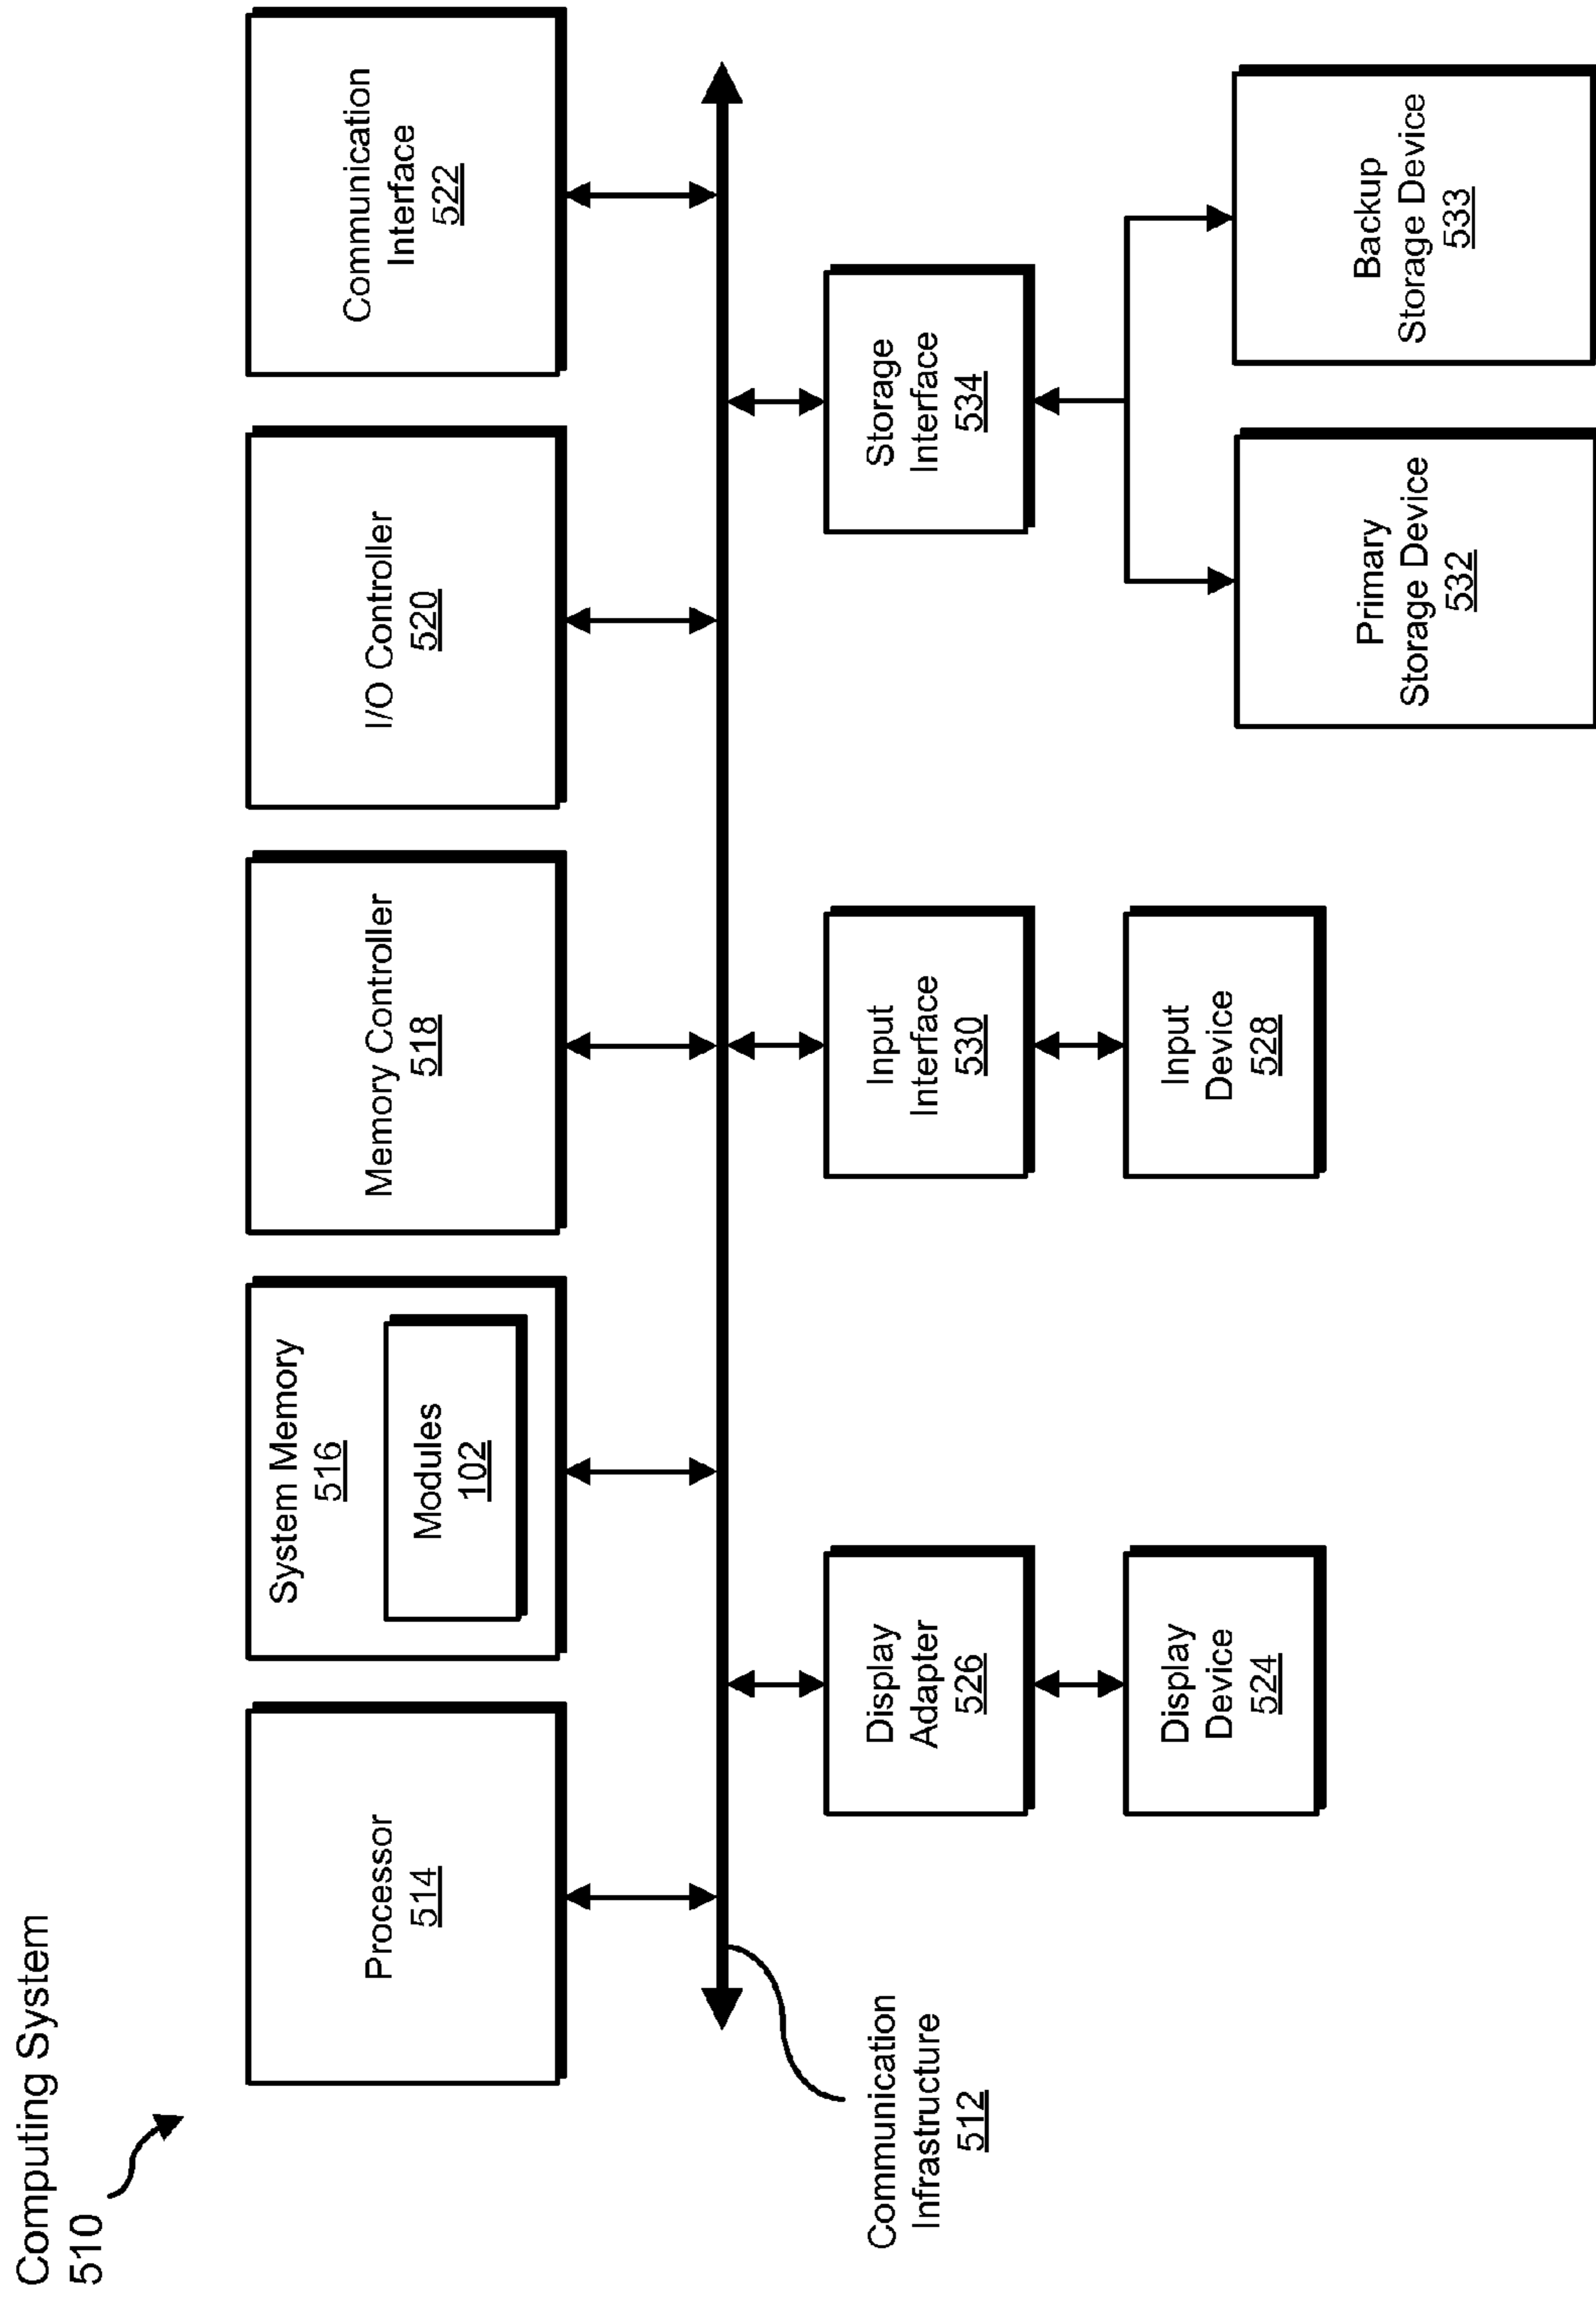 Computing System
510
Processor
514
System Memory
516
Modules
102
Memory Controller
518
I/O Controller
520
Communication
Interface
522
Communication
Infrastructure
512
Display
Adapter
526
Input
Interface
530
Storage
Interface
534
Display
Device
524
Input
Device
528
Primary
Storage Device
532
Backup
Storage Device
533